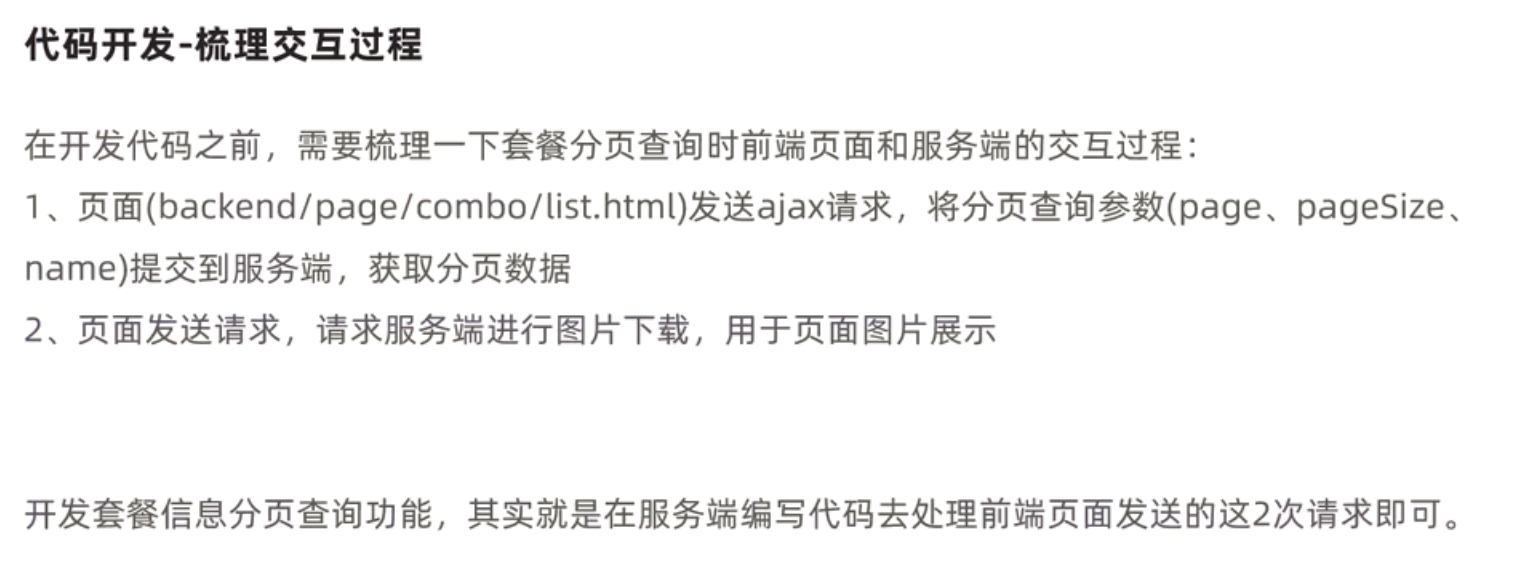 代码开发-梳理交互过程
在开发代码之前，需要梳理一下套餐分页查询时前端页面和服务端的交互过程：
1、页面(backend/page/combo/list.html)发送ajax请求，将分页查询参数(page、pageSize、
name)提交到服务端，获取分页数据
2、页面发送请求，请求服务端进行图片下载，用于页面图片展示
开发套餐信息分页查询功能，其实就是在服务端编写代码去处理前端页面发送的这2次请求即可。